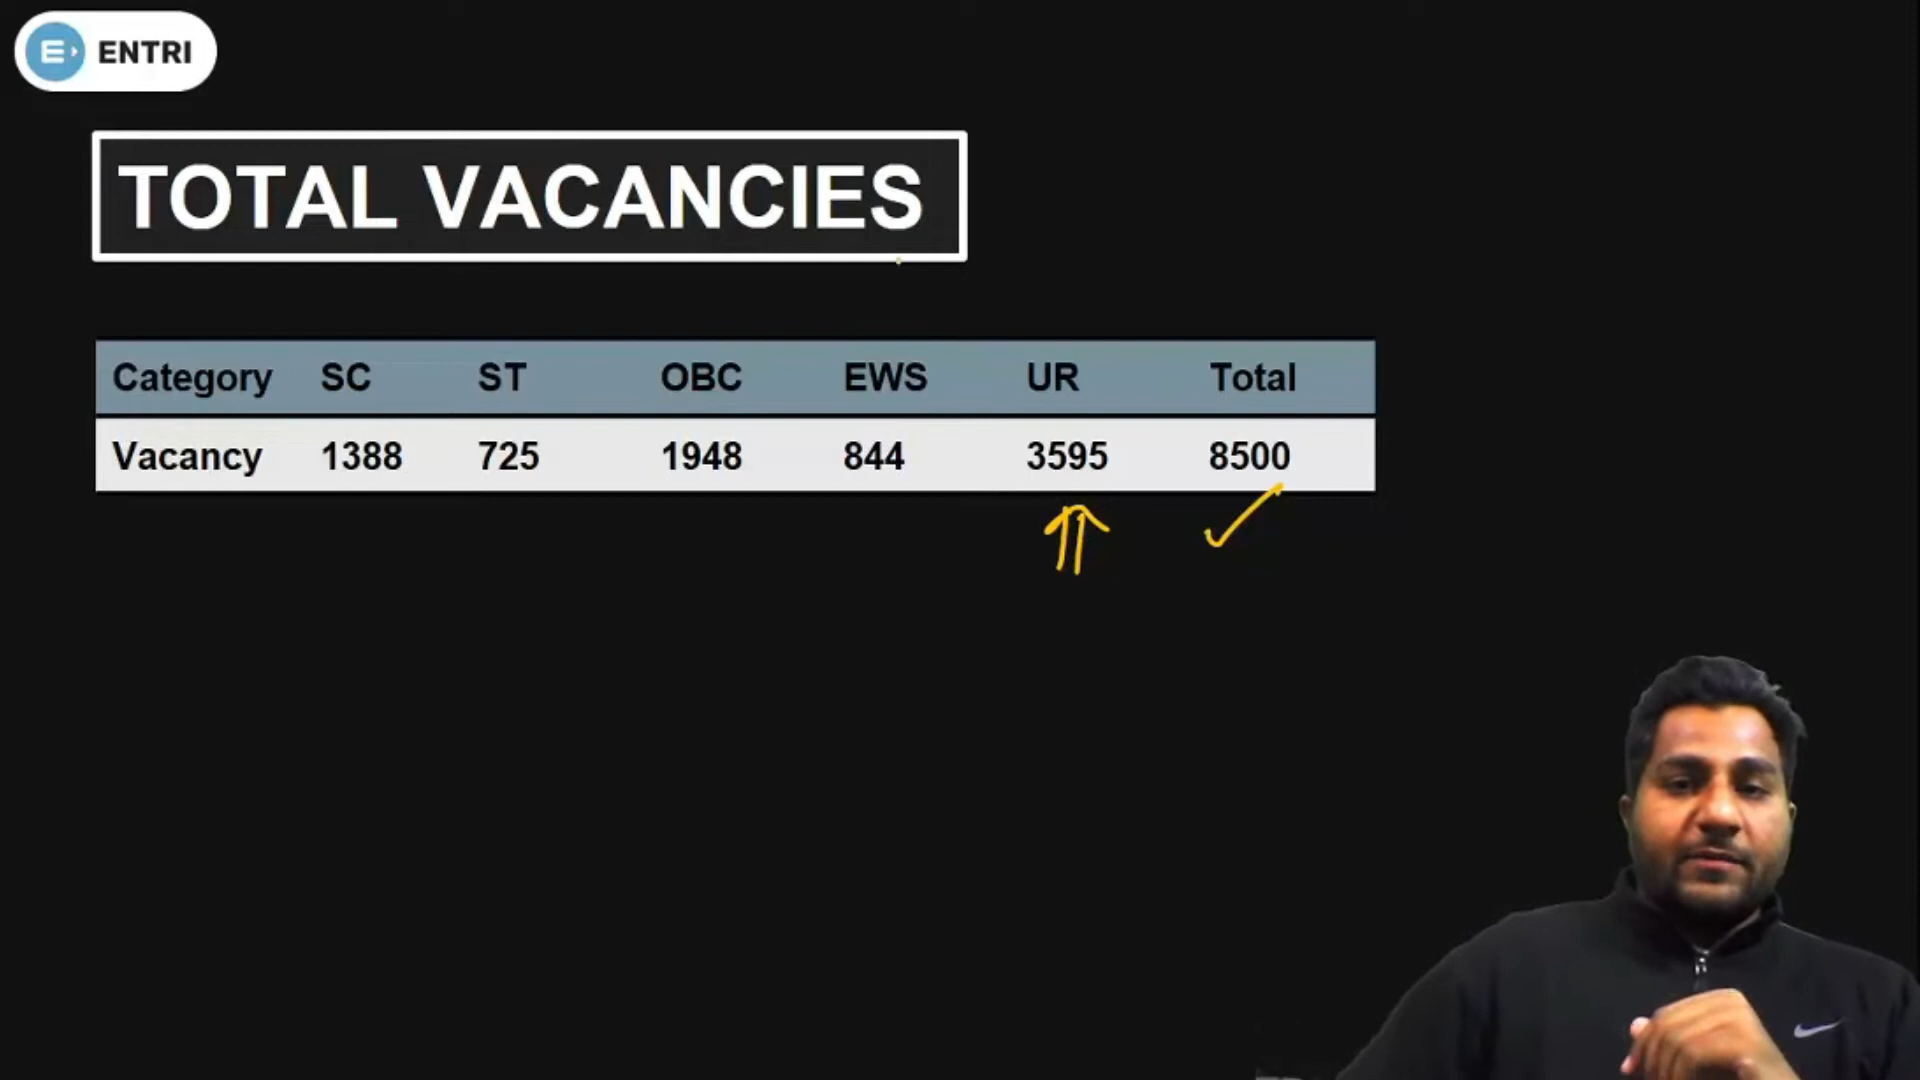 ENTRI
TOTAL VACANCIES
Category SC ST OBC EWS UR Total
Vacancy 1388 725 1948 844 3595 8500